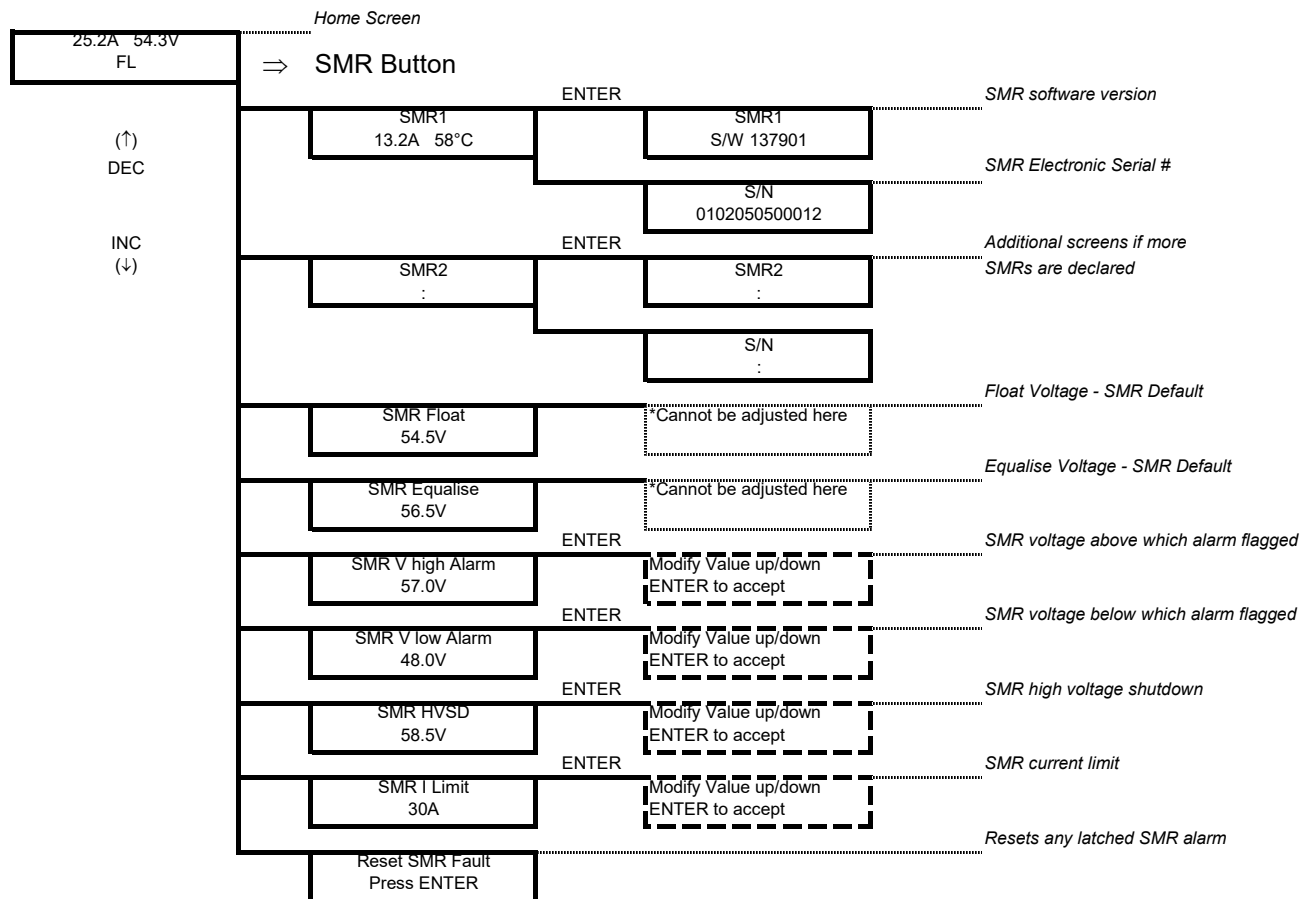 Home Screen
25.2A 54.3V
FL
⇒ SMR Button
ENTER
SMR software version
SMR1
13.2A 58°C
SMR1
S/W 137901
(↑)
DEC
SMR Electronic Serial #
S/N
0102050500012
INC
(↓)
ENTER
Additional screens if more
SMRs are declared
SMR2
:
SMR2
:
S/N
:
Float Voltage - SMR Default
SMR Float
54.5V
*Cannot be adjusted here
Equalise Voltage - SMR Default
SMR Equalise
56.5V
*Cannot be adjusted here
ENTER
SMR voltage above which alarm flagged
SMR V high Alarm
57.0V
Modify Value up/down
ENTER to accept
ENTER
SMR voltage below which alarm flagged
SMR V low Alarm
48.0V
Modify Value up/down
ENTER to accept
ENTER
SMR high voltage shutdown
SMR HVSD
58.5V
Modify Value up/down
ENTER to accept
ENTER
SMR current limit
SMR I Limit
30A
Modify Value up/down
ENTER to accept
Resets any latched SMR alarm
Reset SMR Fault
Press ENTER